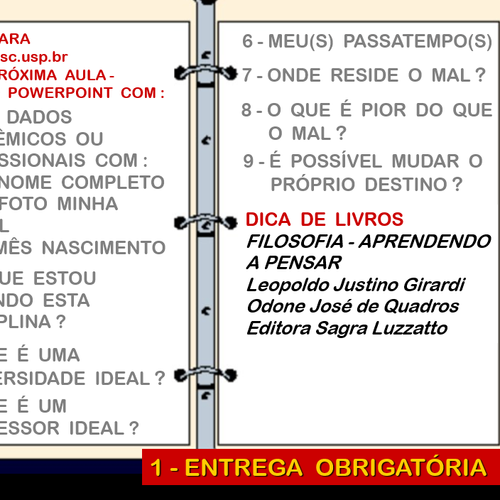 ARA
sc.usp.br
RÓXIMA AULA -
POWERPOINT COM :
DADOS
ÊMICOS OU
SSIONAIS COM :
NOME COMPLETO
FOTO MINHA
L
MÊS NASCIMENTO
UE ESTOU
NDO ESTA
PLINA ?
E É UMA
ERSIDADE IDEAL ?
E É UM
ESSOR IDEAL ?
6 - MEU(S) PASSATEMPO(S)
7 - ONDE RESIDE O MAL ?
8 - O QUE É PIOR DO QUE
O MAL ?
9 - É POSSÍVEL MUDAR O
PRÓPRIO DESTINO ?
DICA DE LIVROS
FILOSOFIA - APRENDENDO
A PENSAR
Leopoldo Justino Girardi
Odone José de Quadros
Editora Sagra Luzzatto
1 - ENTREGA OBRIGATÓRIA